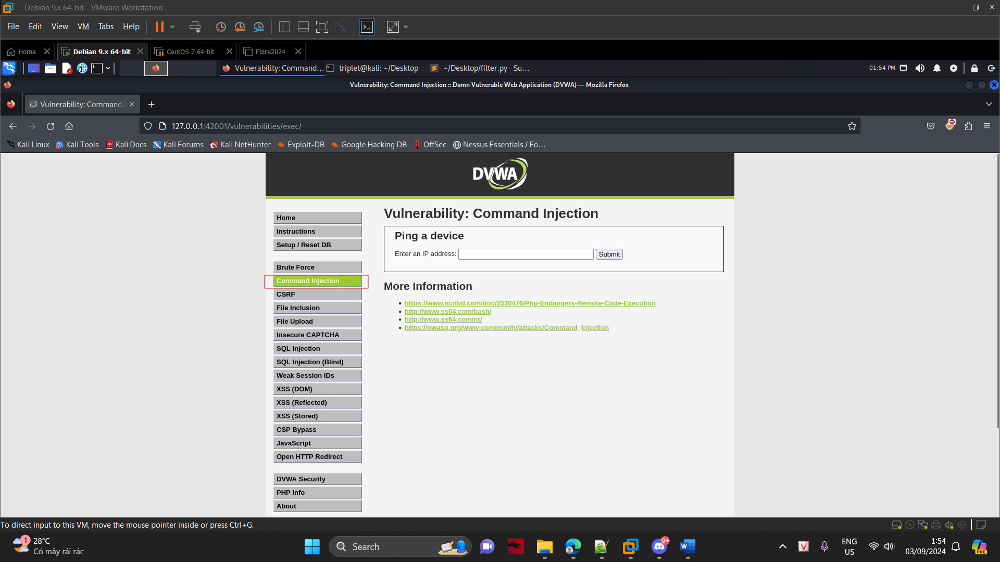 Debian 9.x 64-bit - VMware Workstation
File Edit View VM Tabs Help
Home Debian 9.x 64-bit CentOS 7 64-bit Flare2024
Vulnerability: Command... triplet@kali: ~/Desktop ~/Desktop/filter.py - Su... 01:54 PM
Vulnerability: Command Injection :: Damn Vulnerable Web Application (DVWA) — Mozilla Firefox
Vulnerability: Command I
127.0.0.1:42001/vulnerabilities/exec/
Kali Linux Kali Tools Kali Docs Kali Forums Kali NetHunter Exploit-DB Google Hacking DB OffSec Nessus Essentials / Fo...
DVWA
Home
Instructions
Setup / Reset DB
Brute Force
Command Injection
CSRF
File Inclusion
File Upload
Insecure CAPTCHA
SQL Injection
SQL Injection (Blind)
Weak Session IDs
XSS (DOM)
XSS (Reflected)
XSS (Stored)
CSP Bypass
JavaScript
Open HTTP Redirect
DVWA Security
PHP Info
About
Vulnerability: Command Injection
Ping a device
Enter an IP address: Submit
More Information
https://www.scribd.com/doc/2530476/Php-Endangers-Remote-Code-Execution
http://www.ss64.com/bash/
http://www.ss64.com/nt/
https://owasp.org/www-community/attacks/Command_Injection
To direct input to this VM, move the mouse pointer inside or press Ctrl+G.
1 28°C
Có mây rải rác
Search
9+
W
V
ENG
US
1:54
03/09/2024
PRE